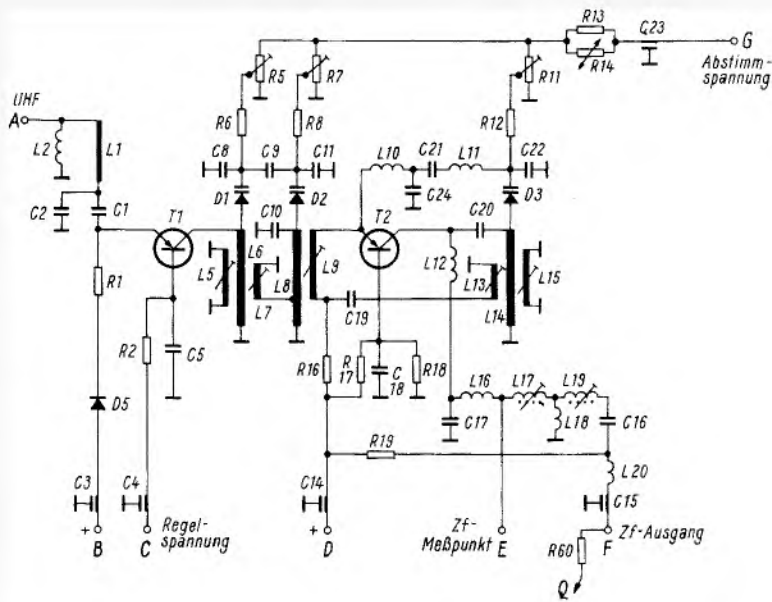 R13
C23
G
R14
Abstimm-
spannung
R5
R7
R11
UHF
A
L2
L1
R6
R8
R12
C8
C9
C11
L10
C21
L11
C22
C24
C2
C1
D1
D2
D3
T1
C10
T2
C20
L5
L6
L9
L12
L15
L7
L8
L13
L14
R1
C19
R2
C5
R16
R
17
C
18
R18
L16
L17
L19
D5
C17
L18
C16
R19
L20
C3
C4
C14
C15
+
B
C
Regel-
spannung
+
D
Zf-
Meßpunkt
E
R60
F
Zf-Ausgang
Q